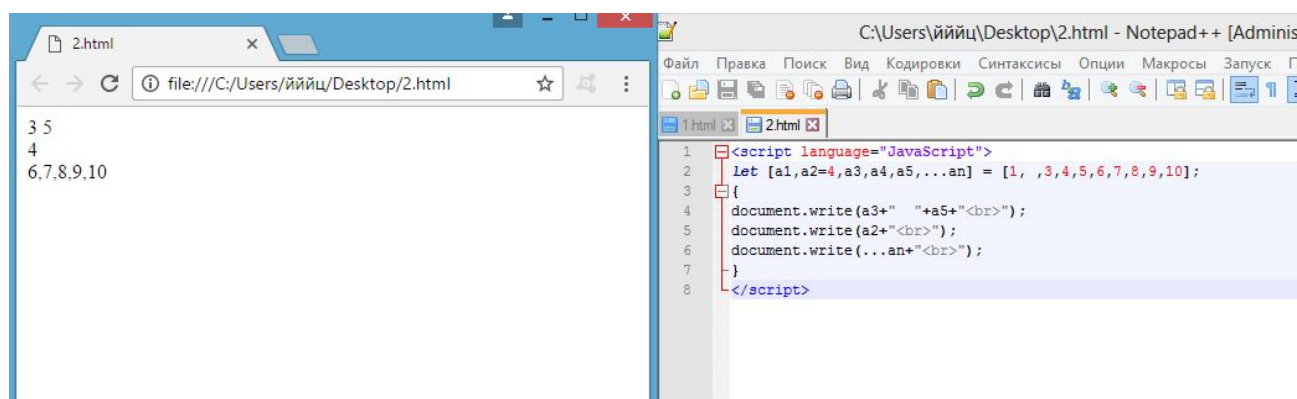 2.html
file:///C:/Users/йййц/Desktop/2.html
3 5
4
6,7,8,9,10
C:\Users\йййц\Desktop\2.html - Notepad++ [Adminis
Файл Правка Поиск Вид Кодировки Синтаксисы Опции Макросы Запуск П
1.html 2.html
1 <script language="JavaScript">
2 let [a1,a2=4,a3,a4,a5,...an] = [1, ,3,4,5,6,7,8,9,10];
3 {
4 document.write(a3+"  "+a5+"<br>");
5 document.write(a2+"<br>");
6 document.write(...an+"<br>");
7 }
8 </script>